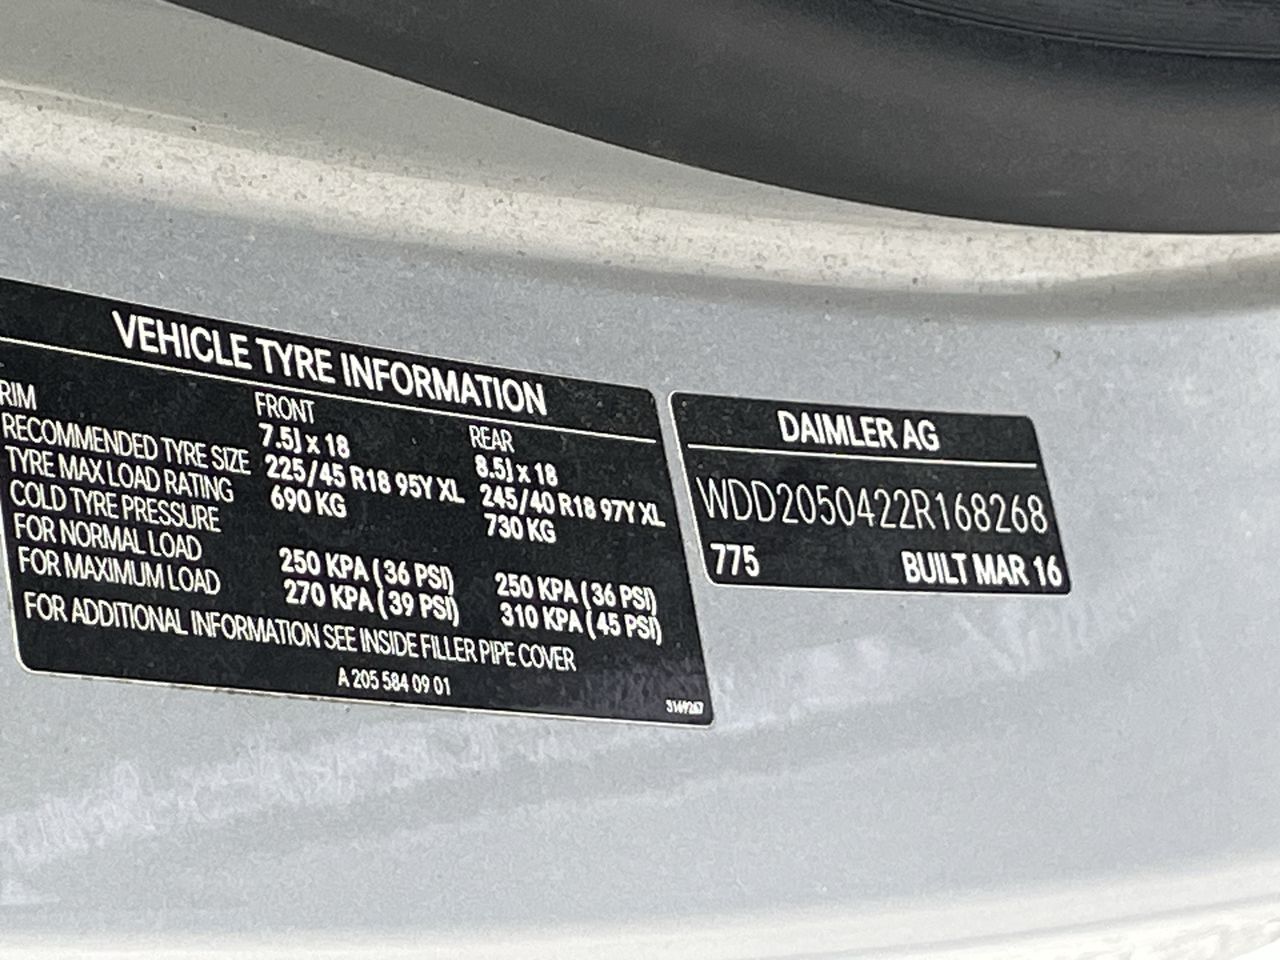 VEHICLE TYRE INFORMATION
FRONT REAR
RIM 7.5J x 18 8.5J x 18
RECOMMENDED TYRE SIZE 225/45 R18 95Y XL 245/40 R18 97Y XL
TYRE MAX LOAD RATING 690 KG 730 KG
COLD TYRE PRESSURE
FOR NORMAL LOAD 250 KPA ( 36 PSI) 250 KPA ( 36 PSI)
FOR MAXIMUM LOAD 270 KPA ( 39 PSI) 310 KPA ( 45 PSI)
FOR ADDITIONAL INFORMATION SEE INSIDE FILLER PIPE COVER
A 205 584 09 01
3169267
DAIMLER AG
WDD2050422R168268
775 BUILT MAR 16